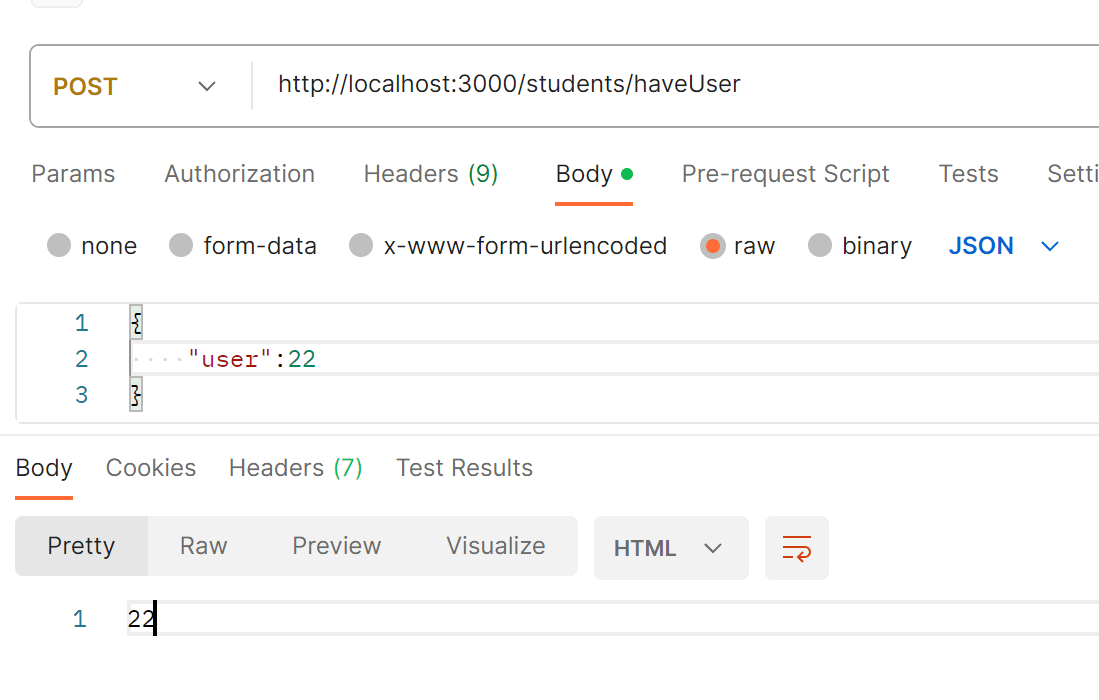 POST http://localhost:3000/students/haveUser
Params Authorization Headers (9) Body Pre-request Script Tests Setti
none form-data x-www-form-urlencoded raw binary JSON
1 {
2 ····"user":22
3 }
Body Cookies Headers (7) Test Results
Pretty Raw Preview Visualize HTML
1 22